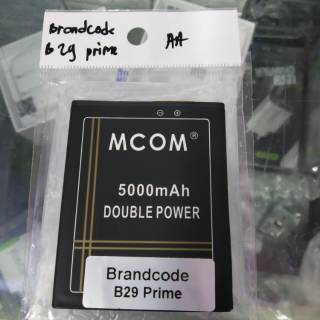 Brandcode
B29 prime
AA
MCOM®
5000mAh
DOUBLE POWER
Brandcode
B29 Prime